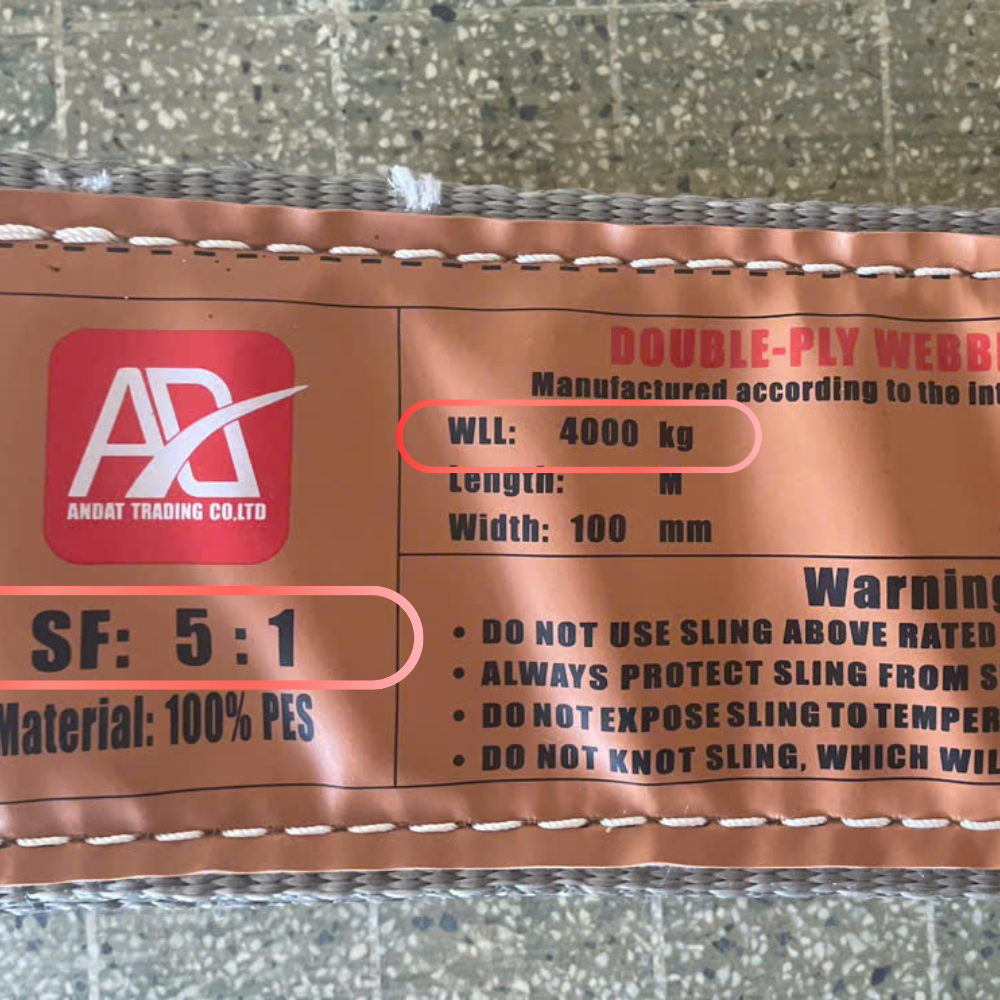 AD
ANDAT TRADING CO,LTD
SF: 5 : 1
Material: 100% PES
DOUBLE-PLY
Manufactured according to the
WLL: 4000 kg
Length: M
Width: 100 mm
Warning
DO NOT USE SLING ABOVE RATED
ALWAYS PROTECT SLING FROM
DO NOT EXPOSE SLING TO
DO NOT KNOT SLING, WHICH